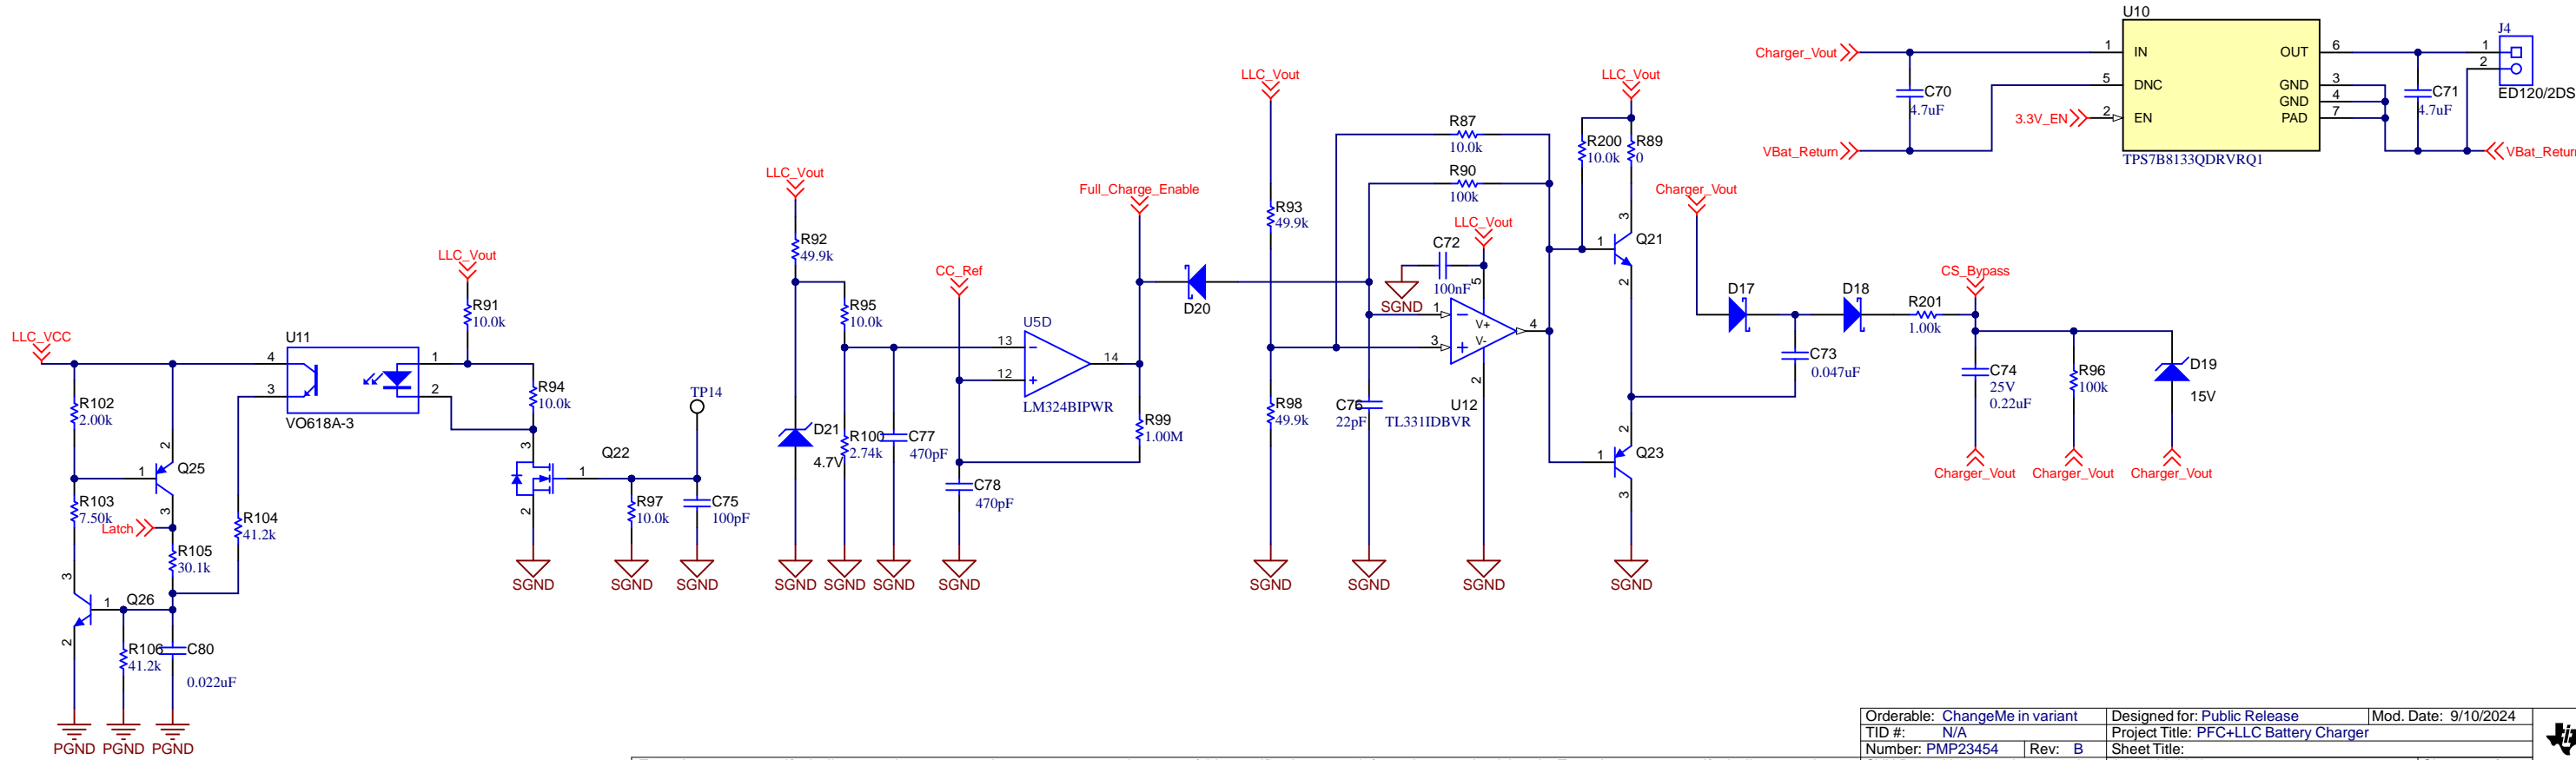 U10
Charger_Vout
1 IN
OUT 6
J4
1
2
5 DNC
GND 3
GND 4
PAD 7
C70
4.7uF
C71
4.7uF
ED120/2DS
3.3V_EN
2 EN
VBat_Return
TPS7B8133QDRVRQ1
LLC_Vout
LLC_Vout
R87
10.0k
R200
10.0k
R89
0
LLC_Vout
Full_Charge_Enable
R90
100k
Charger_Vout
R93
49.9k
LLC_Vout
3
R92
49.9k
C72
100nF
SGND
5
1
Q21
2
LLC_Vout
CC_Ref
CS_Bypass
D20
D17
D18
R201
1.00k
R91
10.0k
R95
10.0k
U5D
1
3
V+
V-
4
2
LLC_VCC
U11
4
3
1
2
VO618A-3
13
12
14
LM324BIPWR
C73
0.047uF
C74
25V
0.22uF
R96
100k
D19
15V
R102
2.00k
R94
10.0k
TP14
R98
49.9k
C76
22pF
U12
TL331IDBVR
R99
1.00M
D21
4.7V
R100
2.74k
C77
470pF
2
1
Q25
3
3
Q22
1
2
2
1
Q23
3
Charger_Vout
Charger_Vout
Charger_Vout
C78
470pF
R103
7.50k
Latch
R104
41.2k
R97
10.0k
C75
100pF
R105
30.1k
SGND
SGND
SGND
SGND
SGND
SGND
SGND
SGND
SGND
SGND
SGND
3
1
Q26
2
R106
41.2k
C80
0.022uF
PGND
PGND
PGND
Orderable: ChangeMe in variant
Designed for: Public Release
Mod. Date: 9/10/2024
TID #: N/A
Project Title: PFC+LLC Battery Charger
Number: PMP23454
Rev: B
Sheet Title: